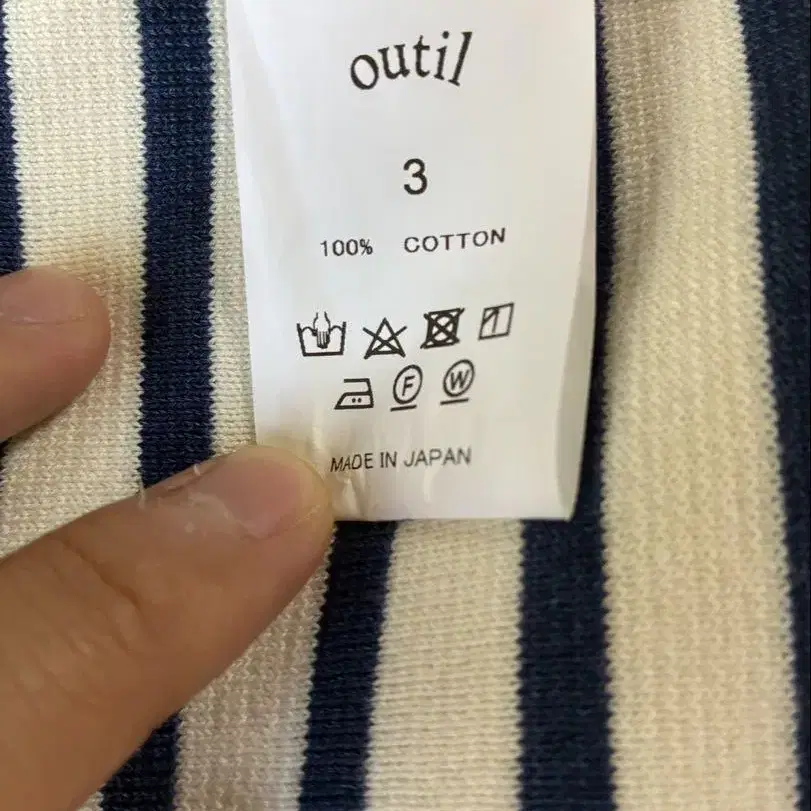 outil
3
100% COTTON
F W
MADE IN JAPAN